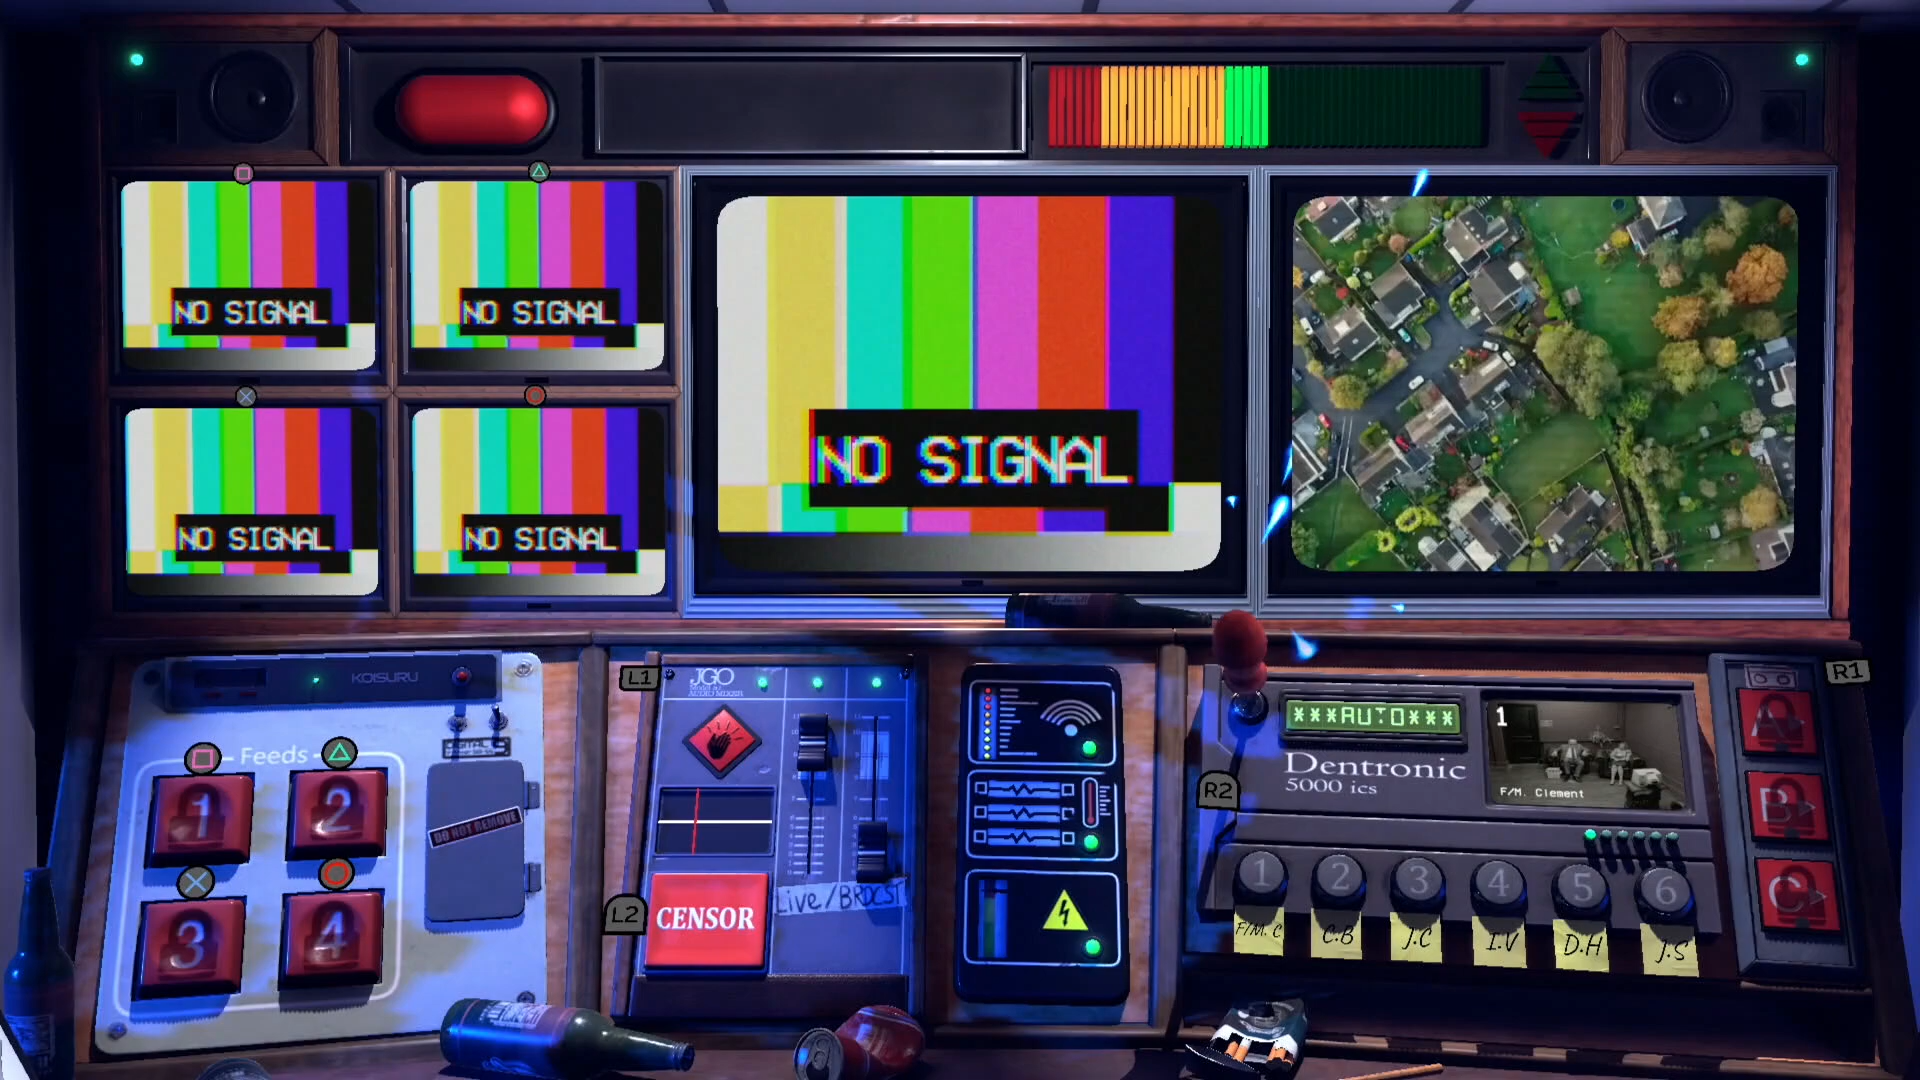 NO SIGNAL
NO SIGNAL
NO SIGNAL
NO SIGNAL
NO SIGNAL
KOISURU
Feeds
1
2
3
4
DO NOT REMOVE
L1
JGO
AUDIO MIXER
L2
CENSOR
Live/BRDCST
R1
R2
***AUTO***
Dentronic
5000 ics
1
F/M. Clement
1
2
3
4
5
6
F/M.C
C.B
J.C
I.V
D.H
J.S
A
B
C